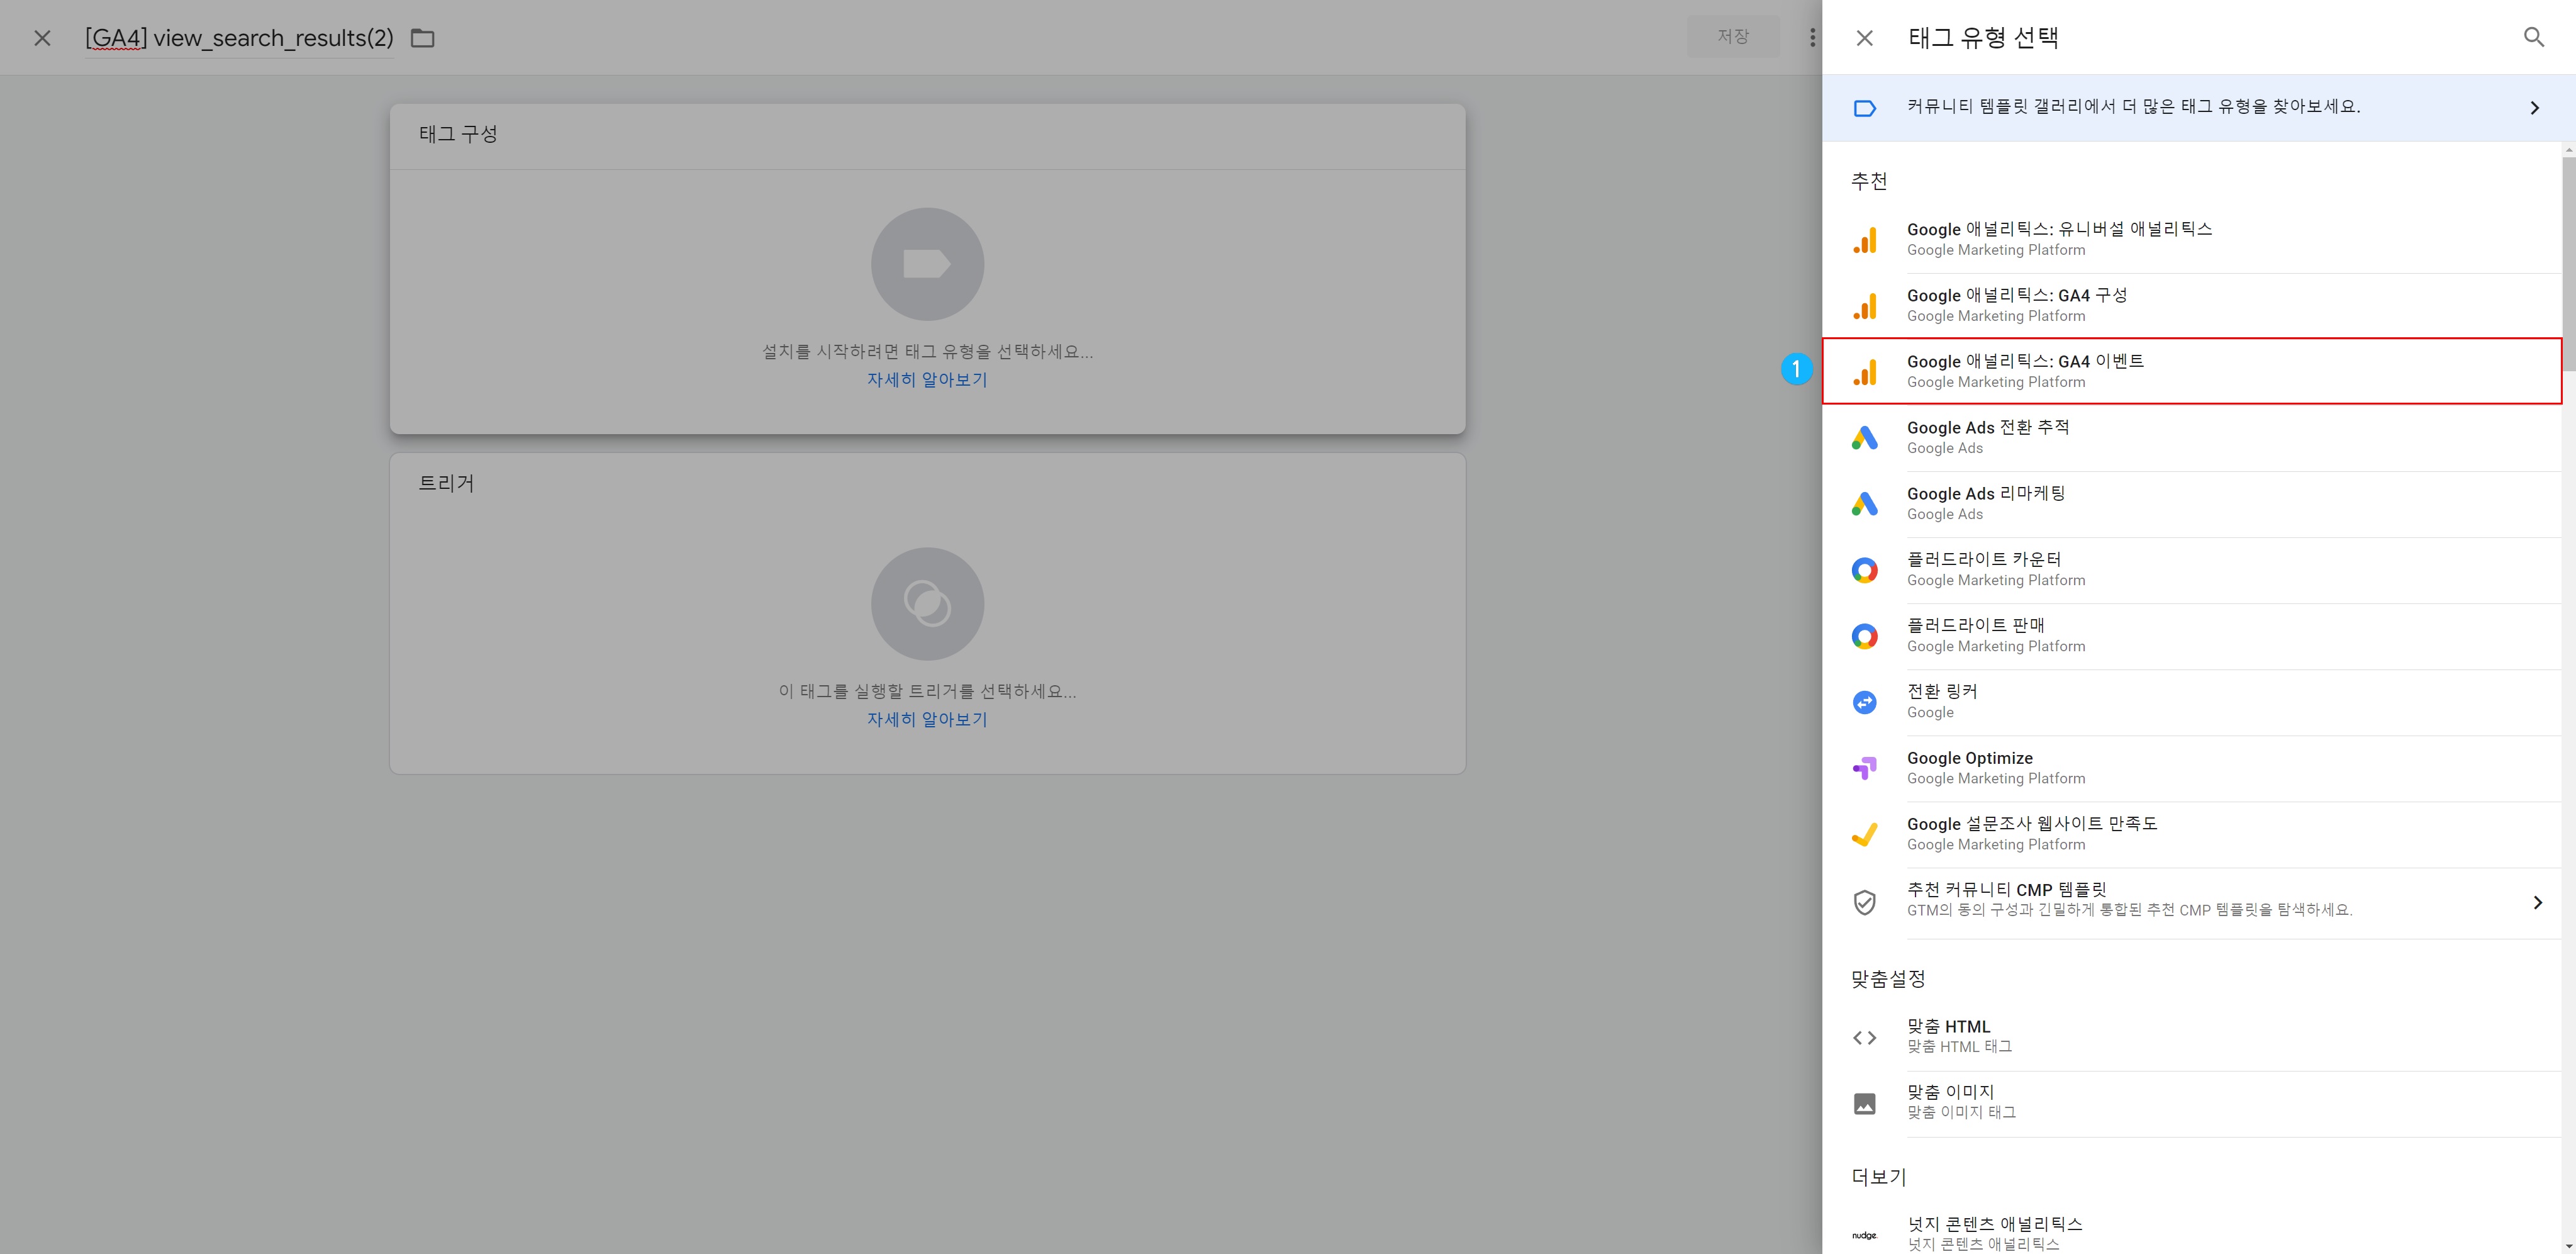 [GA4] view_search_results(2)
저장
태그 구성
설치를 시작하려면 태그 유형을 선택하세요...
자세히 알아보기
트리거
이 태그를 실행할 트리거를 선택하세요...
자세히 알아보기
태그 유형 선택
커뮤니티 템플릿 갤러리에서 더 많은 태그 유형을 찾아보세요.
추천
Google 애널리틱스: 유니버설 애널리틱스
Google Marketing Platform
Google 애널리틱스: GA4 구성
Google Marketing Platform
1
Google 애널리틱스: GA4 이벤트
Google Marketing Platform
Google Ads 전환 추적
Google Ads
Google Ads 리마케팅
Google Ads
플러드라이트 카운터
Google Marketing Platform
플러드라이트 판매
Google Marketing Platform
전환 링커
Google
Google Optimize
Google Marketing Platform
Google 설문조사 웹사이트 만족도
Google Marketing Platform
추천 커뮤니티 CMP 템플릿
GTM의 동의 구성과 긴밀하게 통합된 추천 CMP 템플릿을 탐색하세요.
맞춤설정
맞춤 HTML
맞춤 HTML 태그
맞춤 이미지
맞춤 이미지 태그
더보기
nudge.
넛지 콘텐츠 애널리틱스
넛지 콘텐츠 애널리틱스